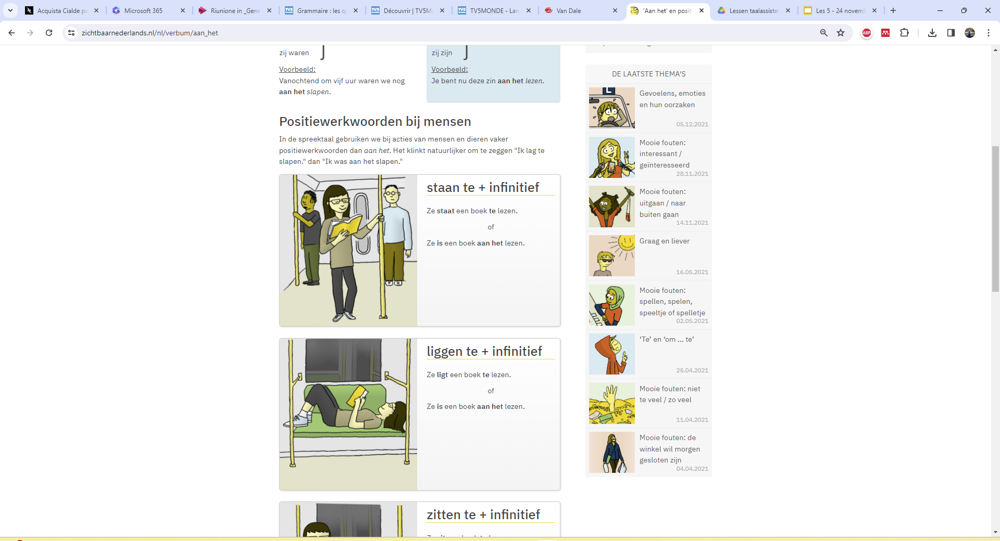 Acquista Cialde pe
Microsoft 365
Riunione in _Gene
Grammaire : les qu
Découvrir | TV5M
TV5MONDE - Lan
Van Dale
'Aan het' en posit
Lessen taalassiste
Les 5 - 24 novemb
zichtbaarnederlands.nl/nl/verbum/aan_het
zij waren
Voorbeeld:
Vanochtend om vijf uur waren we nog
aan het slapen.
zij zijn
Voorbeeld:
Je bent nu deze zin aan het lezen.
Positiewerkwoorden bij mensen
In de spreektaal gebruiken we bij acties van mensen en dieren vaker
positiewerkwoorden dan aan het. Het klinkt natuurlijker om te zeggen "Ik lag te
slapen." dan "Ik was aan het slapen."
staan te + infinitief
Ze staat een boek te lezen.
of
Ze is een boek aan het lezen.
liggen te + infinitief
Ze ligt een boek te lezen.
of
Ze is een boek aan het lezen.
zitten te + infinitief
DE LAATSTE THEMA'S
L
Gevoelens, emoties
en hun oorzaken
05.12.2021
Mooie fouten:
interessant /
geïnteresseerd
28.11.2021
Mooie fouten:
uitgaan / naar
buiten gaan
14.11.2021
Graag en liever
16.05.2021
Mooie fouten:
spellen, spelen,
speeltje of spelletje
02.05.2021
‘Te’ en ‘om ... te’
25.04.2021
Mooie fouten: niet
te veel / zo veel
11.04.2021
Mooie fouten: de
winkel wil morgen
gesloten zijn
04.04.2021